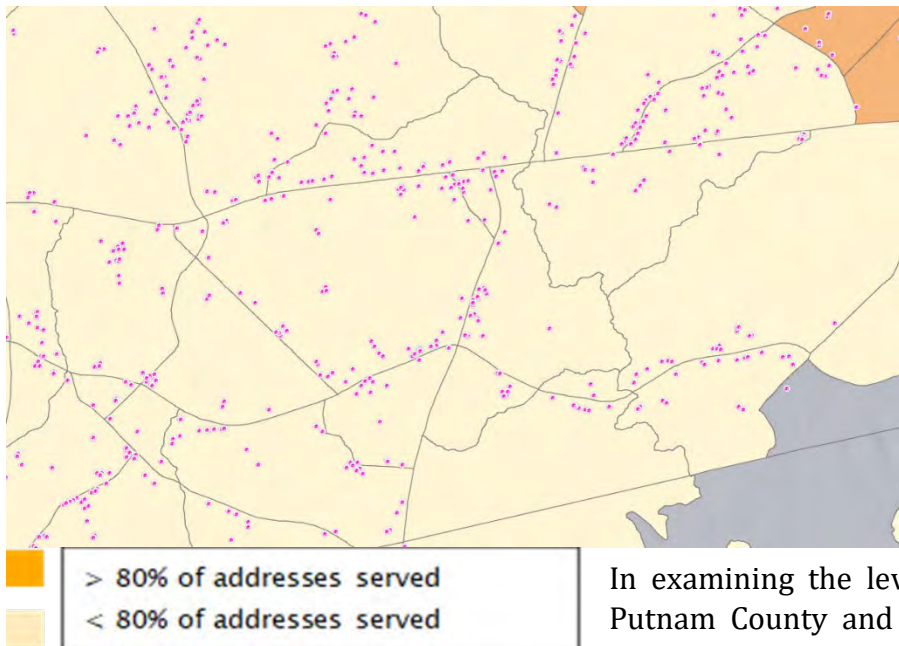 > 80% of addresses served
< 80% of addresses served
In examining the lev
Putnam County and